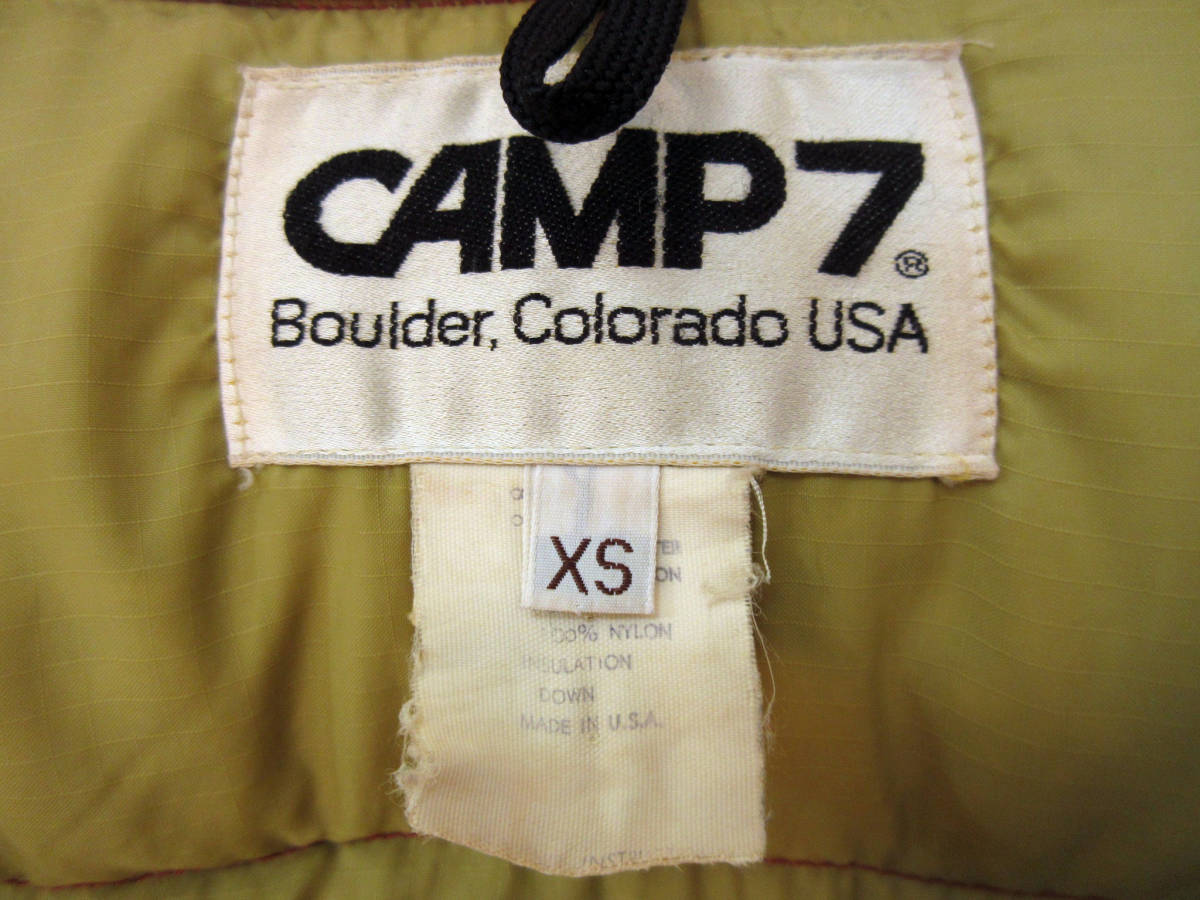 CAMP 7®
Boulder, Colorado USA
XS
NYLON
INSULATION
DOWN
MADE IN U.S.A.